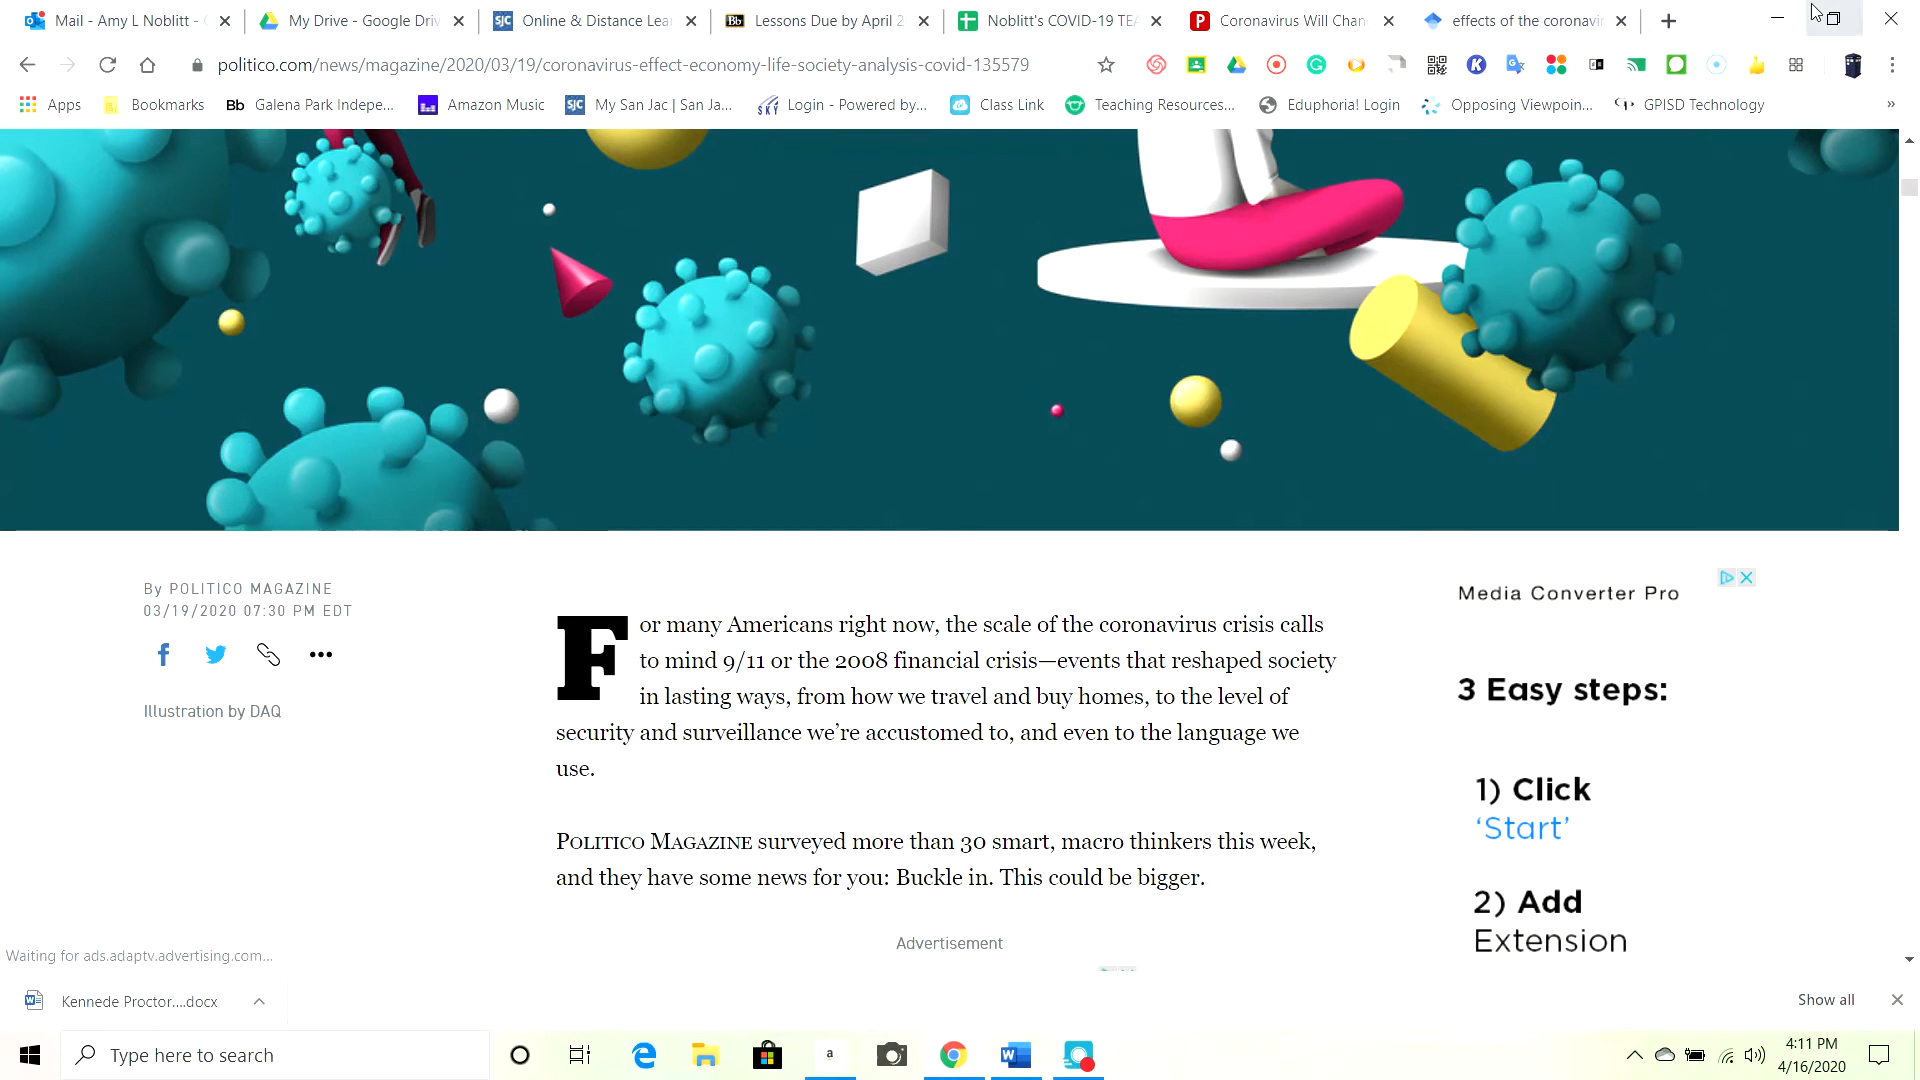 Mail - Amy L Noblitt -
My Drive - Google Driv
SJC Online & Distance Lea
Bb Lessons Due by April 2
Noblitt's COVID-19 TEA
Coronavirus Will Chan
effects of the coronavir
politico.com/news/magazine/2020/03/19/coronavirus-effect-economy-life-society-analysis-covid-135579
Apps
Bookmarks
Bb Galena Park Indepe...
Amazon Music
SJC My San Jac | San Ja...
SKY Login - Powered by...
Class Link
Teaching Resources...
Eduphoria! Login
Opposing Viewpoin...
GPISD Technology
»
By POLITICO MAGAZINE
03/19/2020 07:30 PM EDT
Illustration by DAQ
For many Americans right now, the scale of the coronavirus crisis calls
to mind 9/11 or the 2008 financial crisis—events that reshaped society
in lasting ways, from how we travel and buy homes, to the level of
security and surveillance we’re accustomed to, and even to the language we
use.
POLITICO MAGAZINE surveyed more than 30 smart, macro thinkers this week,
and they have some news for you: Buckle in. This could be bigger.
Advertisement
Media Converter Pro
3 Easy steps:
1) Click
‘Start’
2) Add
Extension
Waiting for ads.adaptv.advertising.com...
Kennede Proctor....docx
Show all
Type here to search
a
4:11 PM
4/16/2020